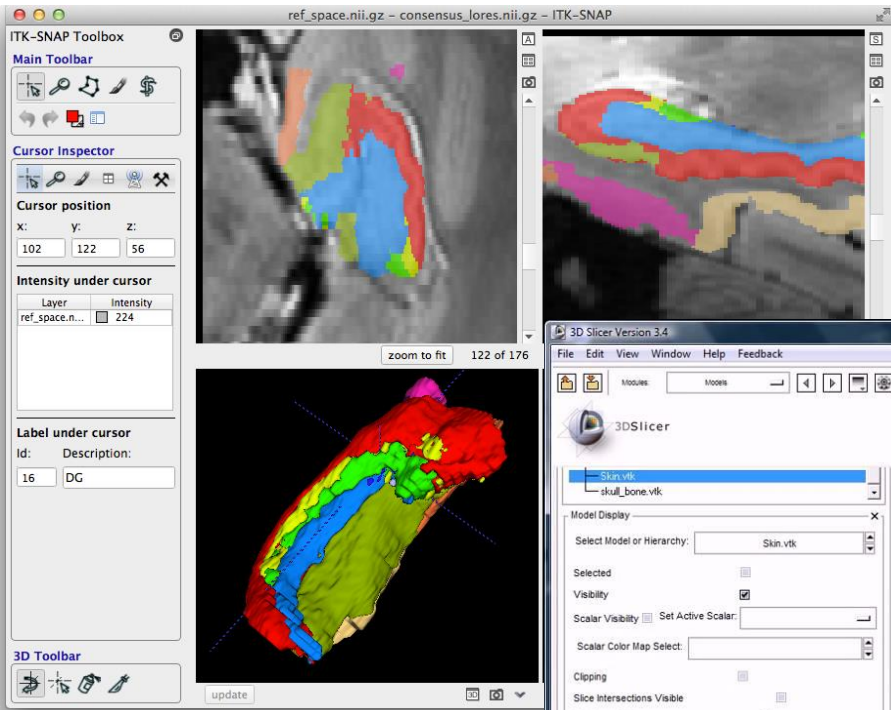 ref_space.nii.gz – consensus_lores.nii.gz – ITK-SNAP
ITK-SNAP Toolbox
Main Toolbar
Cursor Inspector
Cursor position
x: y: z:
102 122 56
Intensity under cursor
Layer Intensity
ref_space.n... 224
Label under cursor
Id: Description:
16 DG
3D Toolbar
A
S
zoom to fit 122 of 176
update
3D
3D Slicer Version 3.4
File Edit View Window Help Feedback
Modules: Models
3DSlicer
Skin.vtk
skull_bone.vtk
Model Display
Select Model or Hierarchy: Skin.vtk
Selected
Visibility
Scalar Visibility Set Active Scalar:
Scalar Color Map Select:
Clipping
Slice Intersections Visible